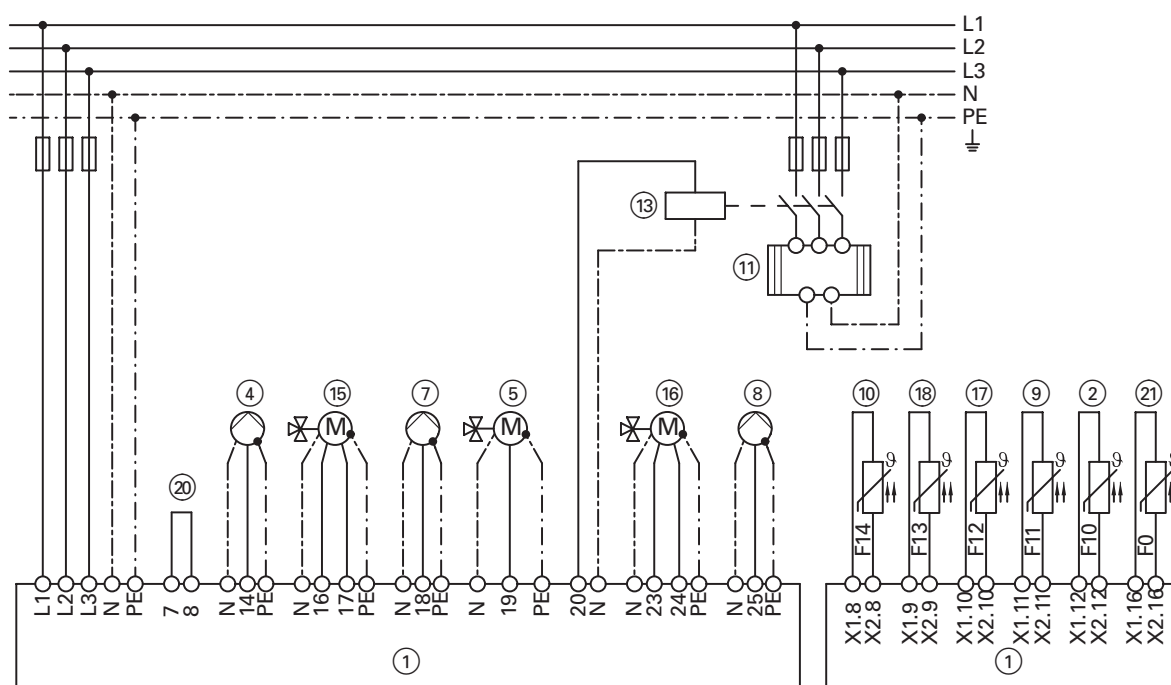 L1
L2
L3
N
PE
13
11
4
15
7
5
16
8
10
18
17
9
2
21
M
M
M
20
ϑ
ϑ
ϑ
ϑ
ϑ
ϑ
F14
F13
F12
F11
F10
F0
L1
L2
L3
N
PE
7
8
N
14
PE
N
16
17
PE
N
18
PE
N
19
PE
20
N
N
23
24
PE
N
25
PE
X1.8
X2.8
X1.9
X2.9
X1.10
X2.10
X1.11
X2.11
X1.12
X2.12
X1.16
X2.16
1
1